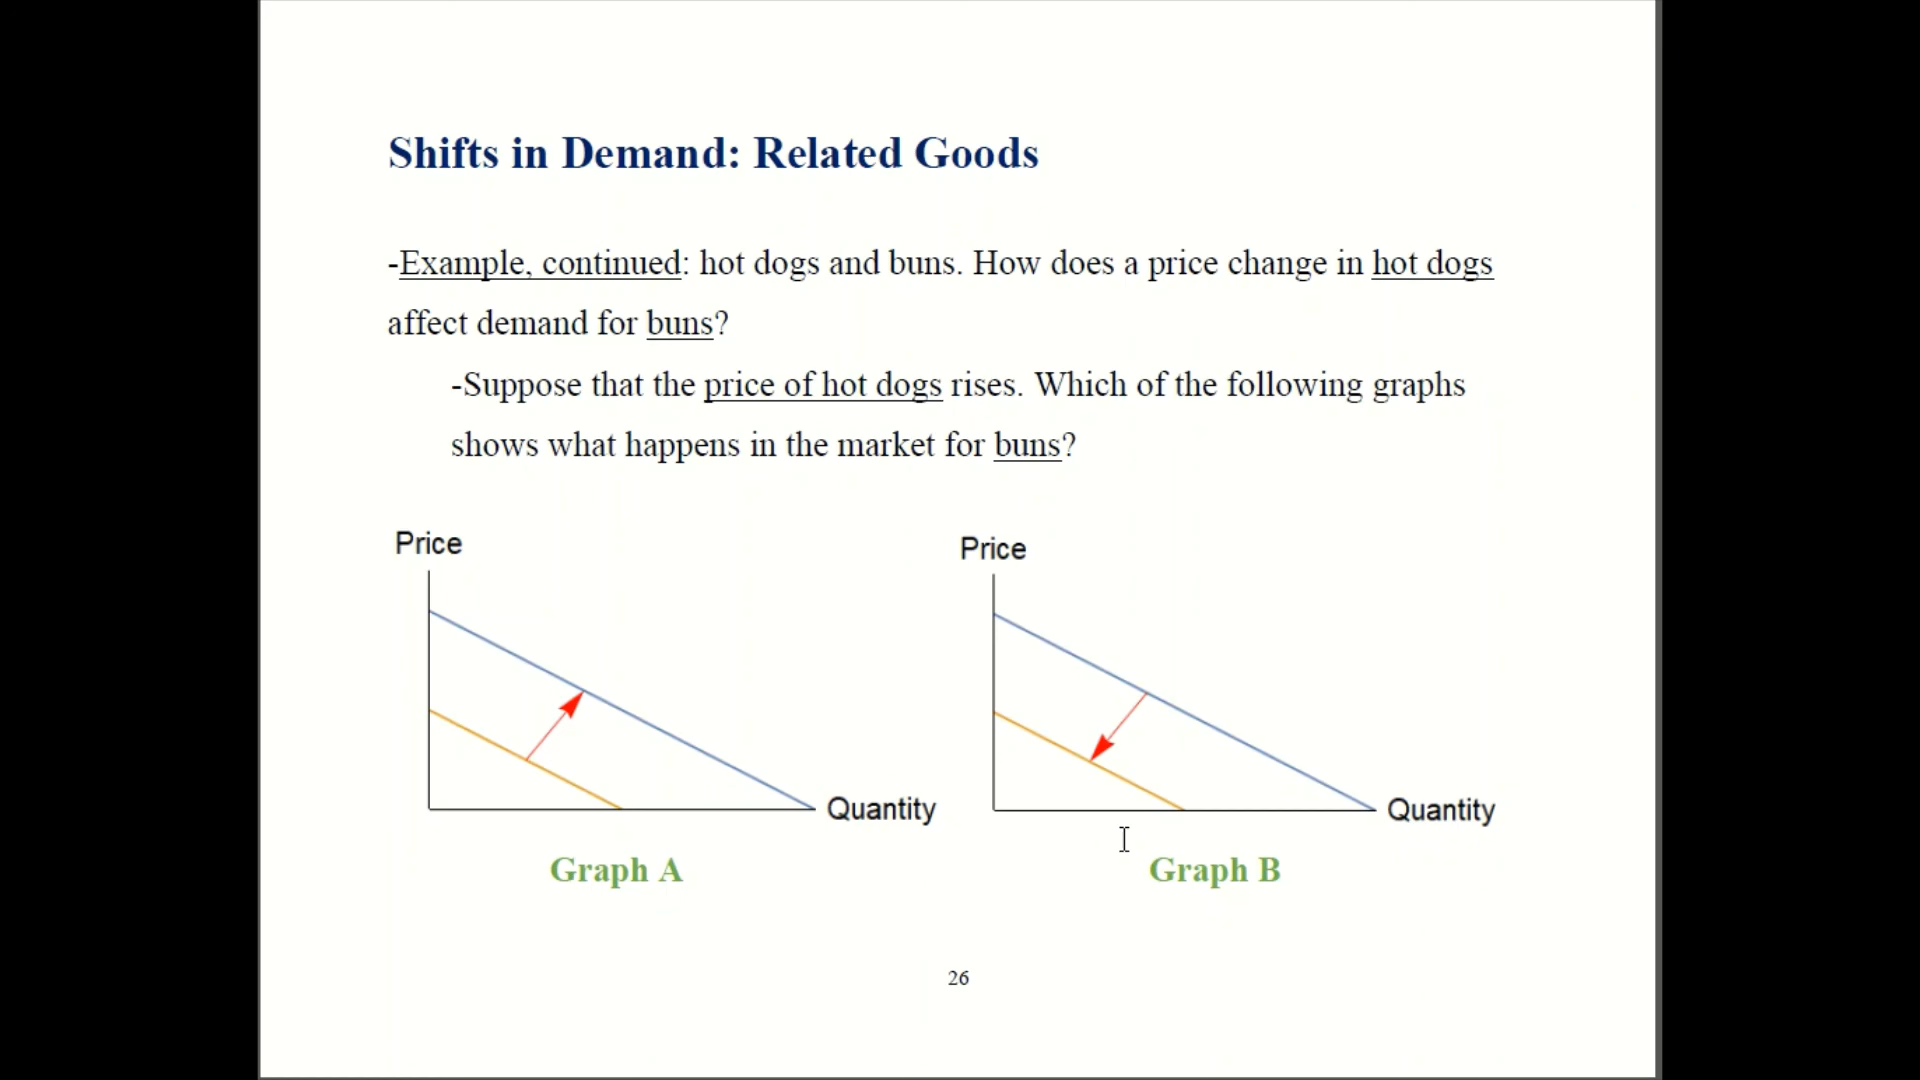 Shifts in Demand: Related Goods
-Example, continued: hot dogs and buns. How does a price change in hot dogs
affect demand for buns?
-Suppose that the price of hot dogs rises. Which of the following graphs
shows what happens in the market for buns?
Price
Quantity
Graph A
Price
Quantity
Graph B
26